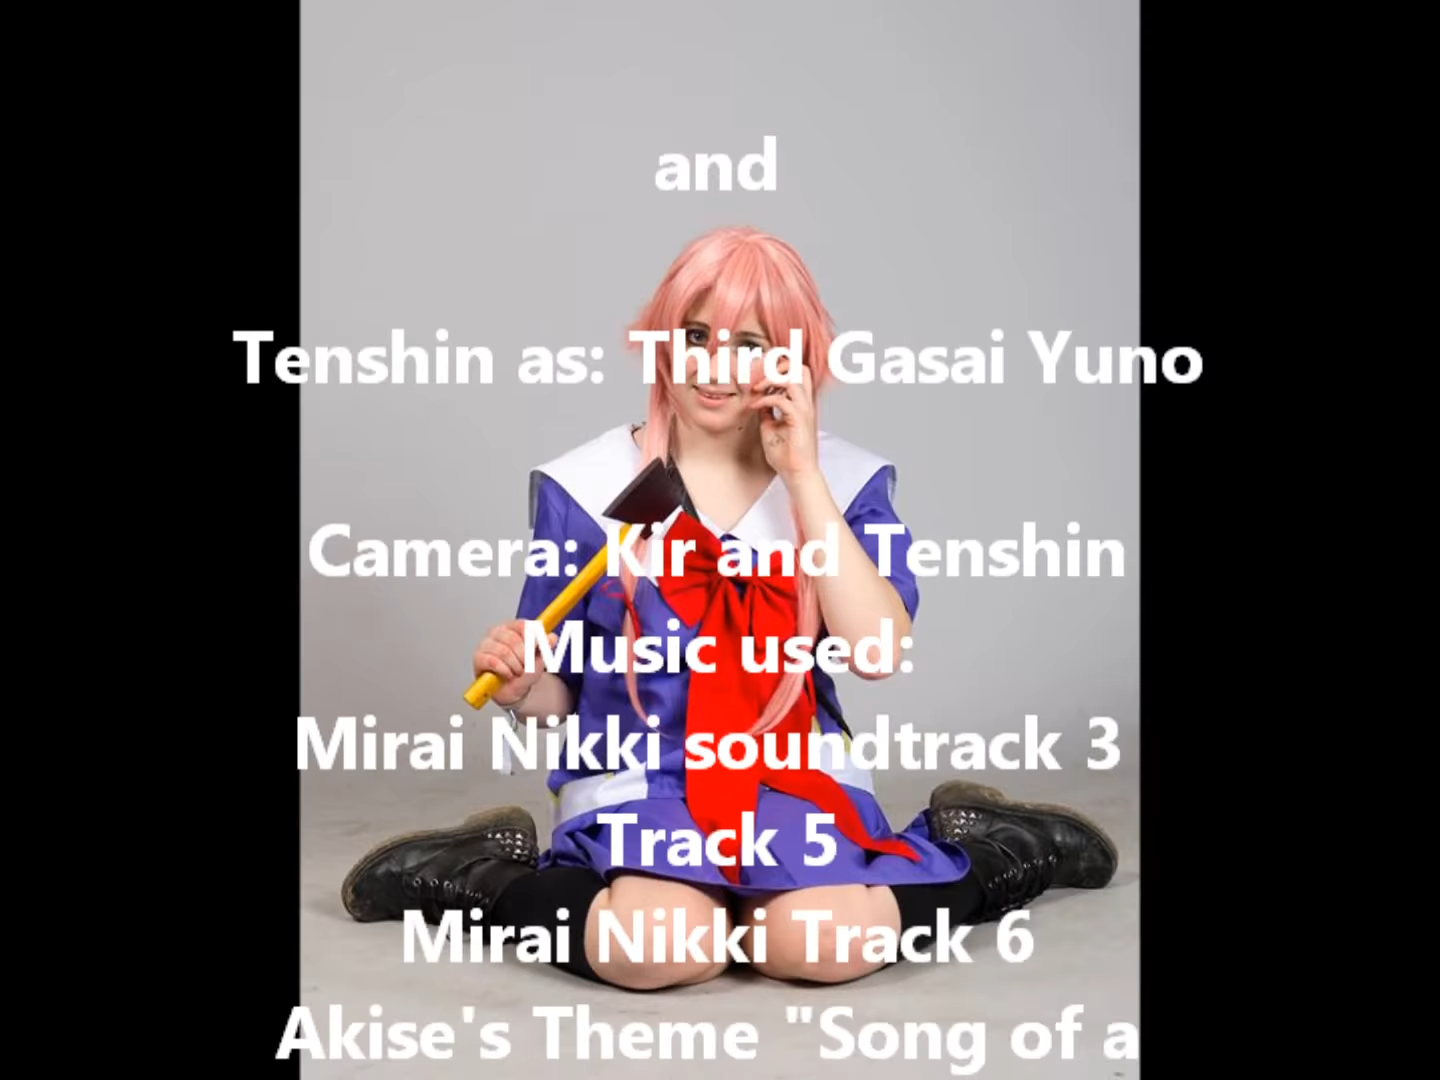 and
Tenshin as: Third Gasai Yuno
Camera: Kir and Tenshin
Music used:
Mirai Nikki soundtrack 3
Track 5
Mirai Nikki Track 6
Akise's Theme "Song of a